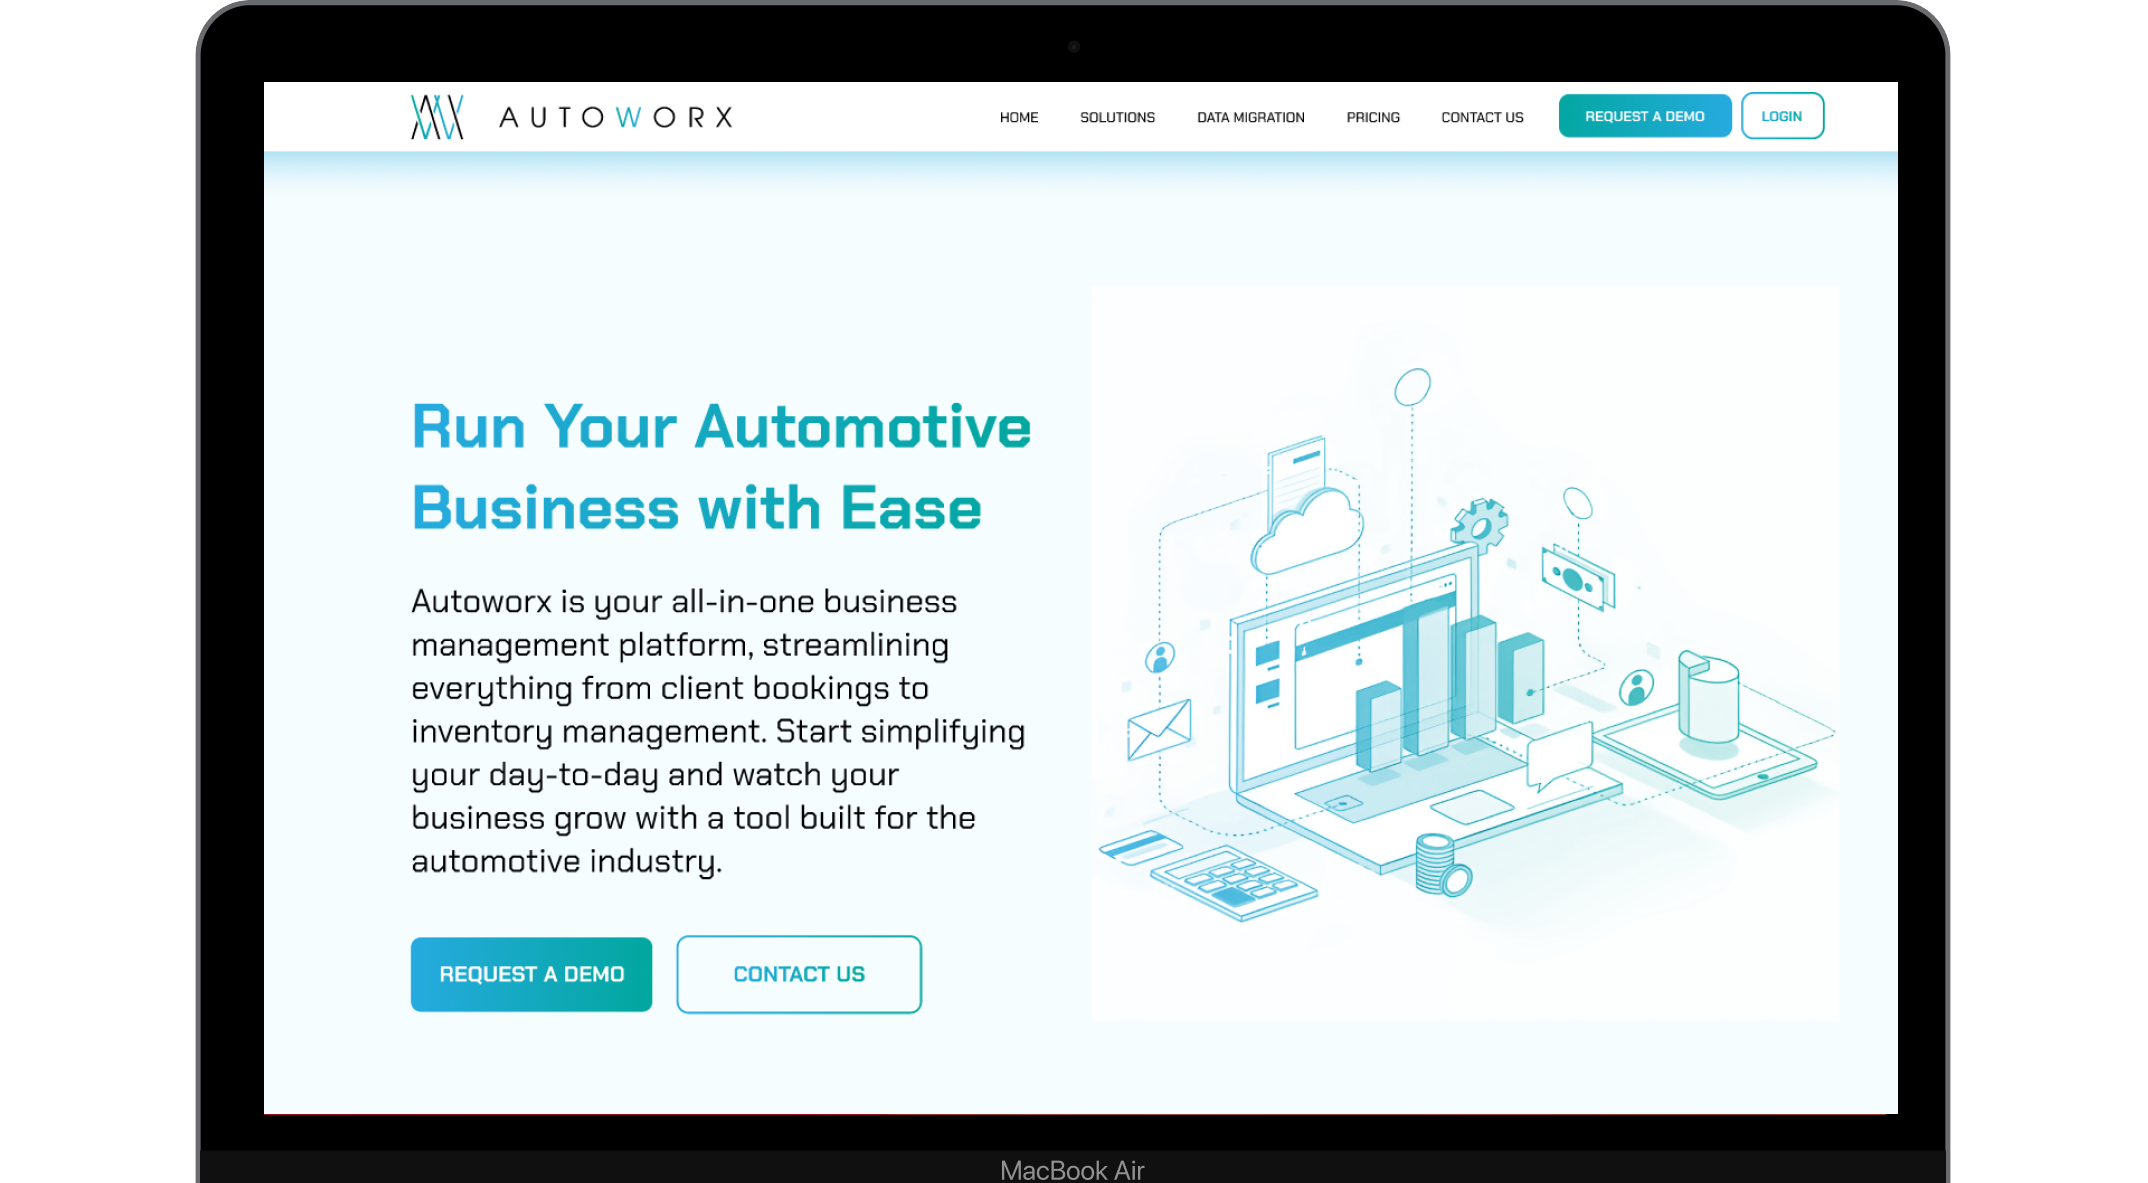 AUTOWORX
HOME
SOLUTIONS
DATA MIGRATION
PRICING
CONTACT US
REQUEST A DEMO
LOGIN
Run Your Automotive
Business with Ease
Autoworx is your all-in-one business
management platform, streamlining
everything from client bookings to
inventory management. Start simplifying
your day-to-day and watch your
business grow with a tool built for the
automotive industry.
REQUEST A DEMO
CONTACT US
MacBook Air